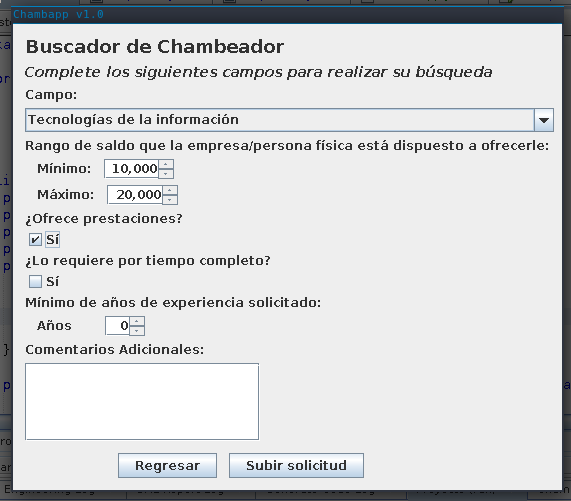 Chambapp v1.0
Buscador de Chambeador
Complete los siguientes campos para realizar su búsqueda
Campo:
Tecnologías de la información
Rango de saldo que la empresa/persona física está dispuesto a ofrecerle:
Mínimo: 10,000
Máximo: 20,000
¿Ofrece prestaciones?
Sí
¿Lo requiere por tiempo completo?
Sí
Mínimo de años de experiencia solicitado:
Años 0
Comentarios Adicionales:
Regresar Subir solicitud